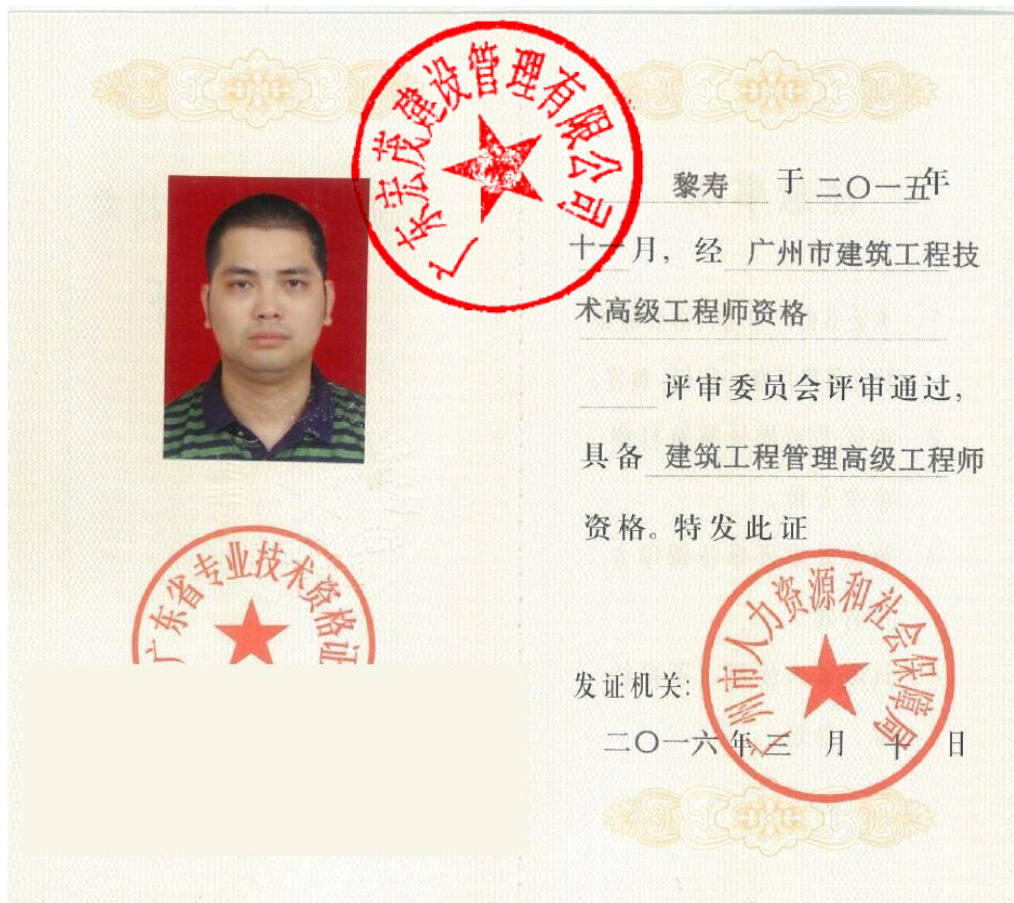 广东宏茂建设管理有限公司
黎寿 于 二〇一五年
十一月，经 广州市建筑工程技
术高级工程师资格
评审委员会评审通过，
具备 建筑工程管理高级工程师
资格。特发此证
广东省专业技术资格证
发证机关：
广州市人力资源和社会保障局
二〇一六年三月十日